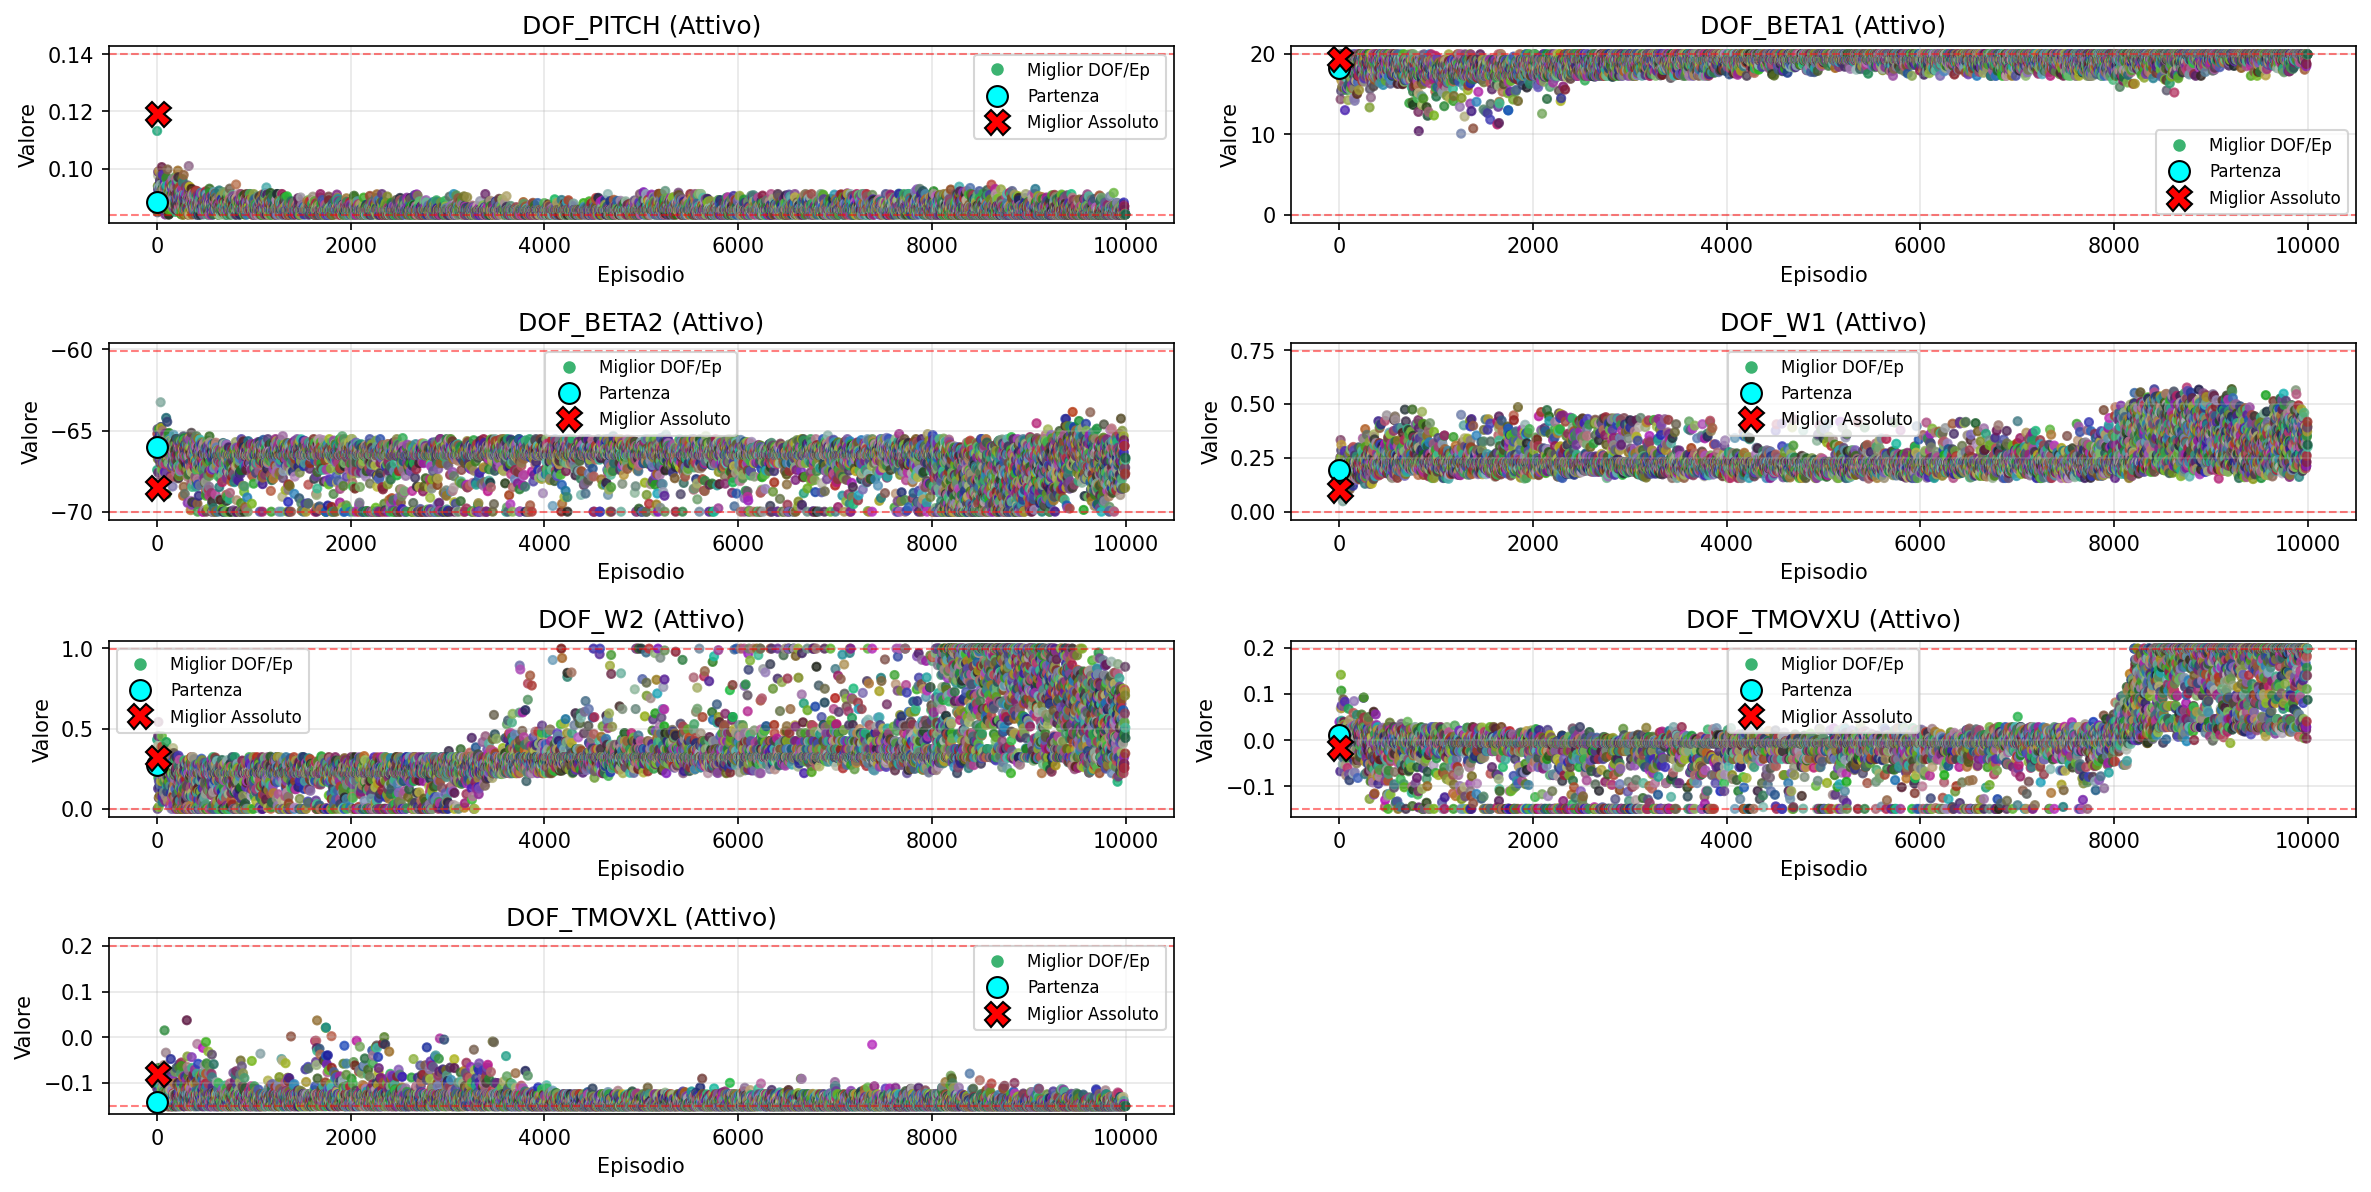 DOF_PITCH (Attivo)
0.14
0.12
0.10
Valore
Miglior DOF/Ep
Partenza
Miglior Assoluto
0 2000 4000 6000 8000 10000
Episodio
DOF_BETA1 (Attivo)
20
10
0
Valore
Miglior DOF/Ep
Partenza
Miglior Assoluto
0 2000 4000 6000 8000 10000
Episodio
DOF_BETA2 (Attivo)
−60
−65
−70
Valore
Miglior DOF/Ep
Partenza
Miglior Assoluto
0 2000 4000 6000 8000 10000
Episodio
DOF_W1 (Attivo)
0.75
0.50
0.25
0.00
Valore
Miglior DOF/Ep
Partenza
Miglior Assoluto
0 2000 4000 6000 8000 10000
Episodio
DOF_W2 (Attivo)
1.0
0.5
0.0
Valore
Miglior DOF/Ep
Partenza
Miglior Assoluto
0 2000 4000 6000 8000 10000
Episodio
DOF_TMOVXU (Attivo)
0.2
0.1
0.0
−0.1
Valore
Miglior DOF/Ep
Partenza
Miglior Assoluto
0 2000 4000 6000 8000 10000
Episodio
DOF_TMOVXL (Attivo)
0.2
0.1
0.0
−0.1
Valore
Miglior DOF/Ep
Partenza
Miglior Assoluto
0 2000 4000 6000 8000 10000
Episodio